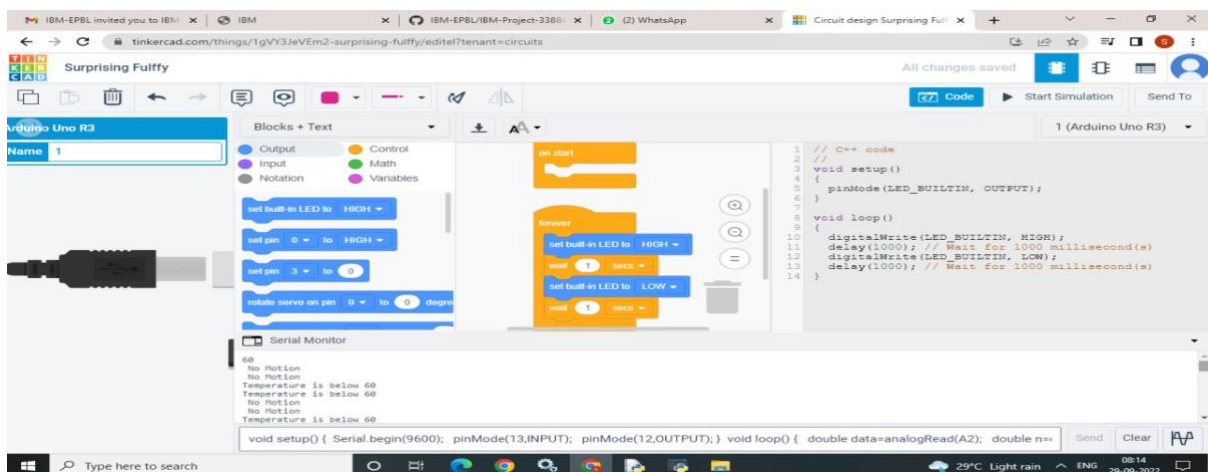 IBM-EPBL invited you to IBM
IBM
IBM-EPBL/IBM-Project-3388
(2) WhatsApp
Circuit design Surprising Fulf
tinkercad.com/things/1gVY3JeVEm2-surprising-fulffy/editel?tenant=circuits
S
TIN
KER
CAD
Surprising Fulffy
All changes saved
Code
Start Simulation
Send To
Arduino Uno R3
Name 1
Blocks + Text
1 (Arduino Uno R3)
Output
Control
Input
Math
Notation
Variables
set built-in LED to HIGH
set pin 0 to HIGH
set pin 3 to 0
rotate servo on pin 0 to 0 degre
on start
forever
set built-in LED to HIGH
wait 1 secs
set built-in LED to LOW
wait 1 secs
1 // C++ code
2 //
3 void setup()
4 {
5 pinMode(LED_BUILTIN, OUTPUT);
6 }
7
8 void loop()
9 {
10 digitalWrite(LED_BUILTIN, HIGH);
11 delay(1000); // Wait for 1000 millisecond(s)
12 digitalWrite(LED_BUILTIN, LOW);
13 delay(1000); // Wait for 1000 millisecond(s)
14 }
Serial Monitor
60
No Motion
No Motion
Temperature is below 60
Temperature is below 60
No Motion
No Motion
Temperature is below 60
void setup() { Serial.begin(9600); pinMode(13,INPUT); pinMode(12,OUTPUT); } void loop() { double data=analogRead(A2); double n=
Send
Clear
Type here to search
29°C Light rain
ENG
08:14
29-09-2022